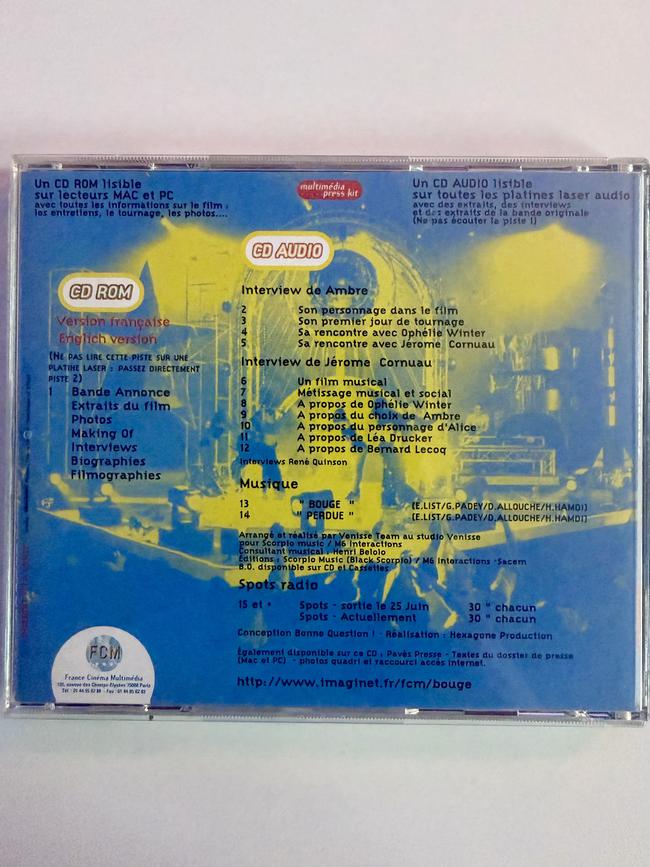 Un CD ROM lisible
sur lecteurs MAC et PC
avec toutes les informations sur le film :
les entretiens, le tournage, les photos....
multimédia
press kit
Un CD AUDIO lisible
sur toutes les platines laser audio
avec des extraits, des interviews
et des extraits de la bande originale
(Ne pas écouter la piste 1)
CD ROM
Version française
Englich version
(NE PAS LIRE CETTE PISTE SUR UNE
PLATINE LASER : PASSEZ DIRECTEMENT
PISTE 2)
1 Bande Annonce
Extraits du film
Photos
Making Of
Interviews
Biographies
Filmographies
CD AUDIO
Interview de Ambre
2 Son personnage dans le film
3 Son premier jour de tournage
4 Sa rencontre avec Ophélie Winter
5 Sa rencontre avec Jérome Cornuau
Interview de Jérome Cornuau
6 Un film musical
7 Métissage musical et social
8 A propos de Ophélie Winter
9 A propos du choix de Ambre
10 A propos du personnage d'Alice
11 A propos de Léa Drucker
12 A propos de Bernard Lecoq
Interviews René Quinson
Musique
13 " BOUGE " (E.LIST/G.PADEY/D.ALLOUCHE/H.HAMDI)
14 " PERDUE " (E.LIST/G.PADEY/D.ALLOUCHE/H.HAMDI)
Arrangé et réalisé par Venisse Team au studio Venisse
pour Scorpio music / M6 Interactions
Consultant musical : Henri Belolo
Editions : Scorpio Music (Black Scorpio) / M6 Interactions -Sacem
B.O. disponible sur CD et Cassettes
Spots radio
15 et + Spots - sortie le 25 Juin 30 " chacun
Spots - Actuellement 30 " chacun
Conception Bonne Question ! - Réalisation : Hexagone Production
Également disponible sur ce CD : Pavés Presse - Textes du dossier de presse
(Mac et PC) - photos quadri et raccourci accès internet.
http://www.imaginet.fr/fcm/bouge
FCM
France Cinéma Multimédia